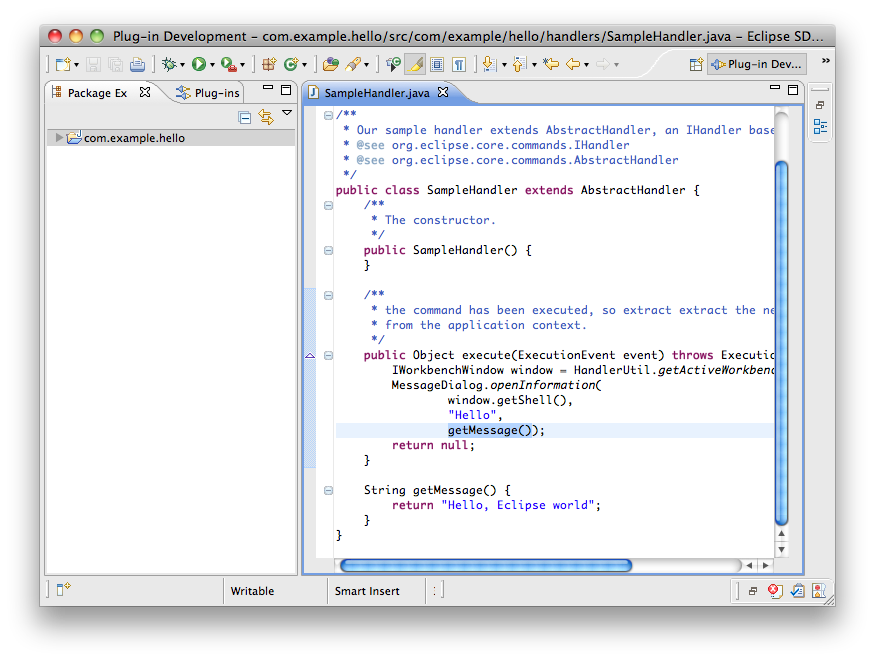 Plug-in Development – com.example.hello/src/com/example/hello/handlers/SampleHandler.java – Eclipse SD...
Plug-in Dev...
Package Ex
Plug-ins
SampleHandler.java
com.example.hello
/**
* Our sample handler extends AbstractHandler, an IHandler base
* @see org.eclipse.core.commands.IHandler
* @see org.eclipse.core.commands.AbstractHandler
*/
public class SampleHandler extends AbstractHandler {
/**
* The constructor.
*/
public SampleHandler() {
}
/**
* the command has been executed, so extract extract the ne
* from the application context.
*/
public Object execute(ExecutionEvent event) throws Executio
IWorkbenchWindow window = HandlerUtil.getActiveWorkben
MessageDialog.openInformation(
window.getShell(),
"Hello",
getMessage());
return null;
}
String getMessage() {
return "Hello, Eclipse world";
}
}
Writable
Smart Insert
: